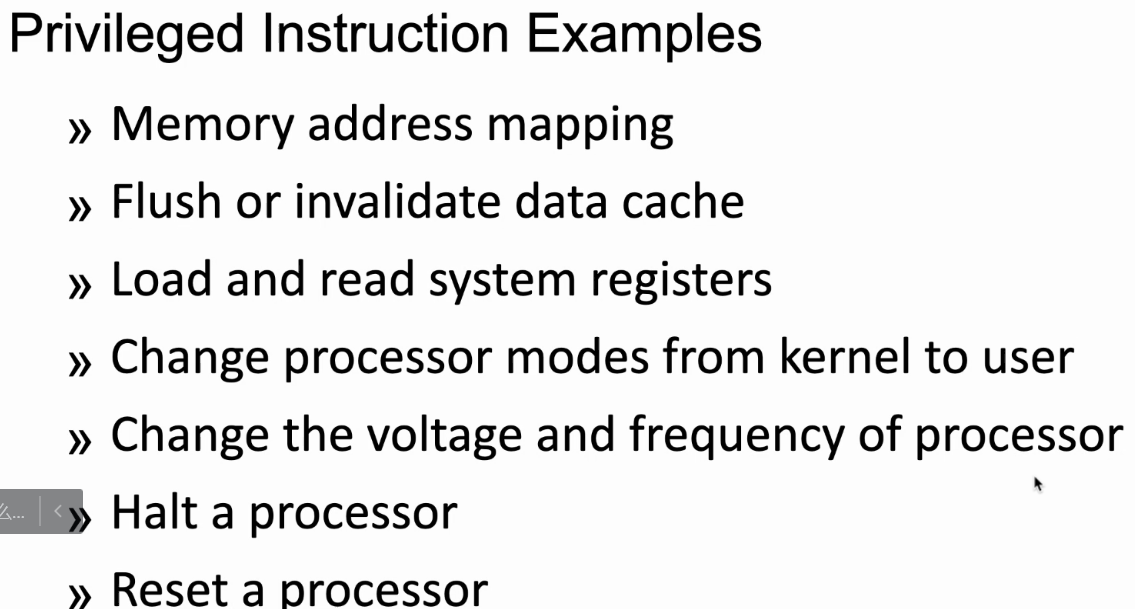 Privileged Instruction Examples
» Memory address mapping
» Flush or invalidate data cache
» Load and read system registers
» Change processor modes from kernel to user
» Change the voltage and frequency of processor
» Halt a processor
» Reset a processor